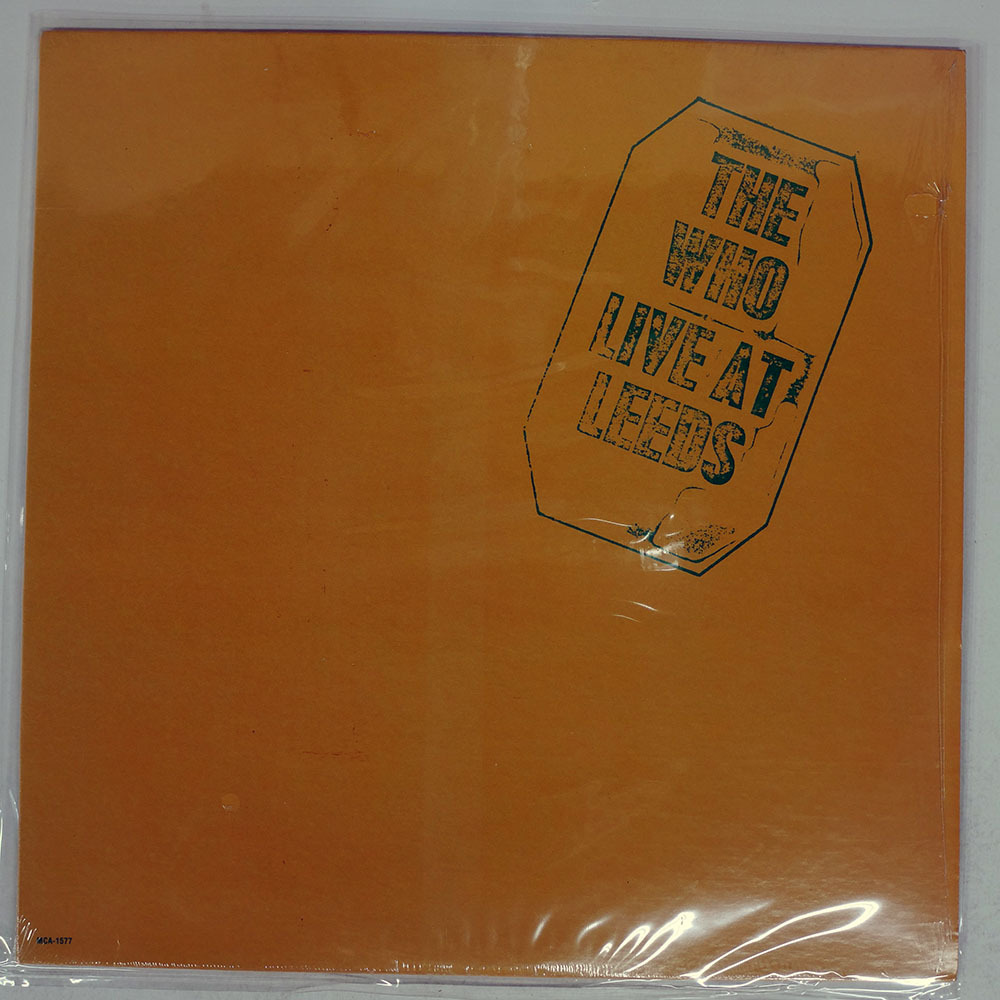 THE
WHO
LIVE AT
LEEDS
MCA-1577